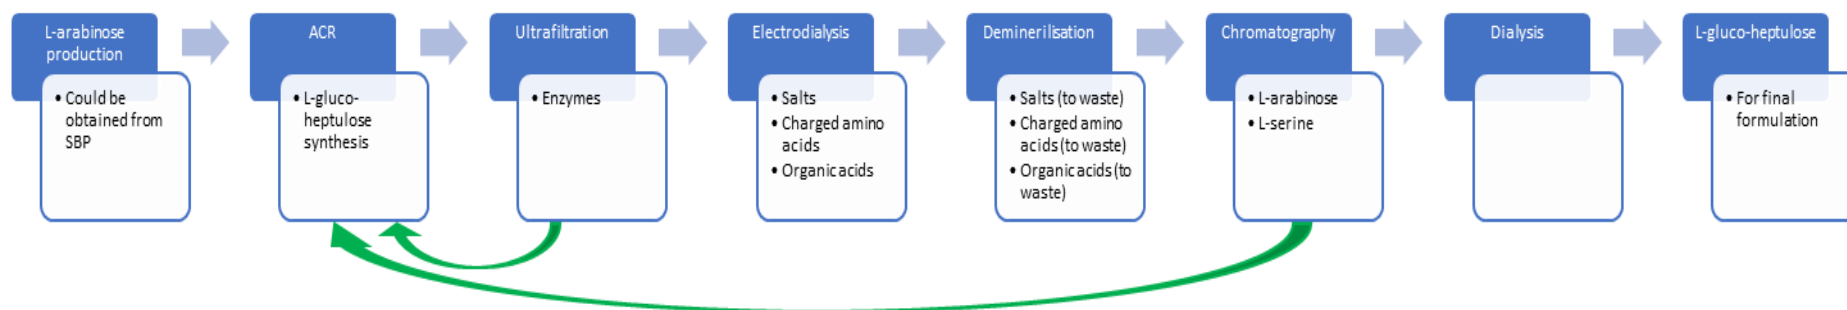 L-arabinose
production
• Could be
obtained from
SBP
ACR
• L-gluco-
heptulose
synthesis
Ultrafiltration
• Enzymes
Electrodialysis
• Salts
• Charged amino
acids
• Organic acids
Deminerilisation
• Salts (to waste)
• Charged amino
acids (to waste)
• Organic acids (to
waste)
Chromatography
• L-arabinose
• L-serine
Dialysis
L-gluco-heptulose
• For final
formulation